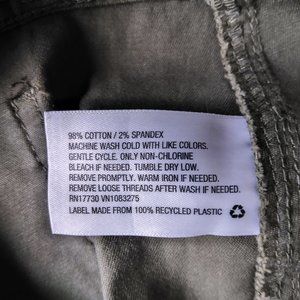 98% COTTON / 2% SPANDEX
MACHINE WASH COLD WITH LIKE COLORS.
GENTLE CYCLE. ONLY NON-CHLORINE
BLEACH IF NEEDED. TUMBLE DRY LOW.
REMOVE PROMPTLY. WARM IRON IF NEEDED.
REMOVE LOOSE THREADS AFTER WASH IF NEEDED.
RN17730 VN1083275
LABEL MADE FROM 100% RECYCLED PLASTIC